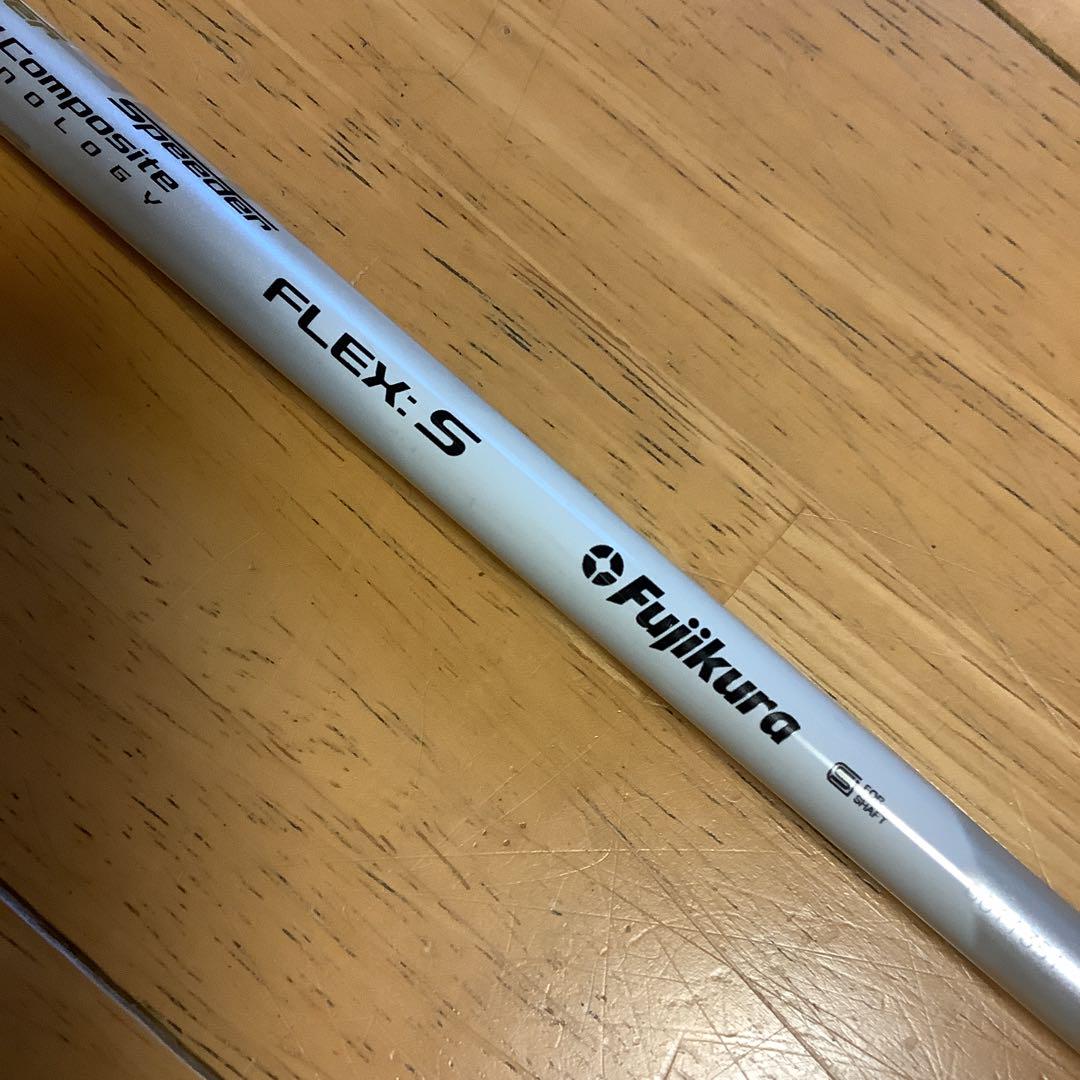 Composite
NOLOGY
Speeder
FLEX: S
Fujikura
FOR
SHAFT